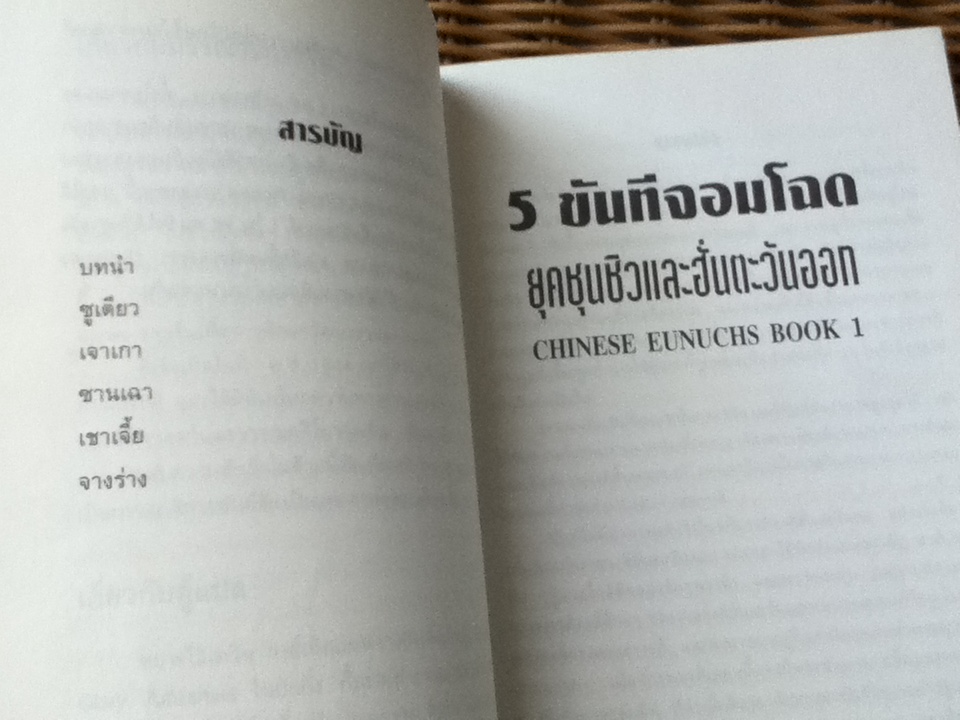 สารบัญ
บทนำ
ซูเตียว
เจาเกา
ซานเฉา
เชาเจี๋ย
จางร่าง
5 ขันทีจอมโฉด
ยุคชุนชิวและฮั่นตะวันออก
CHINESE EUNUCHS BOOK 1